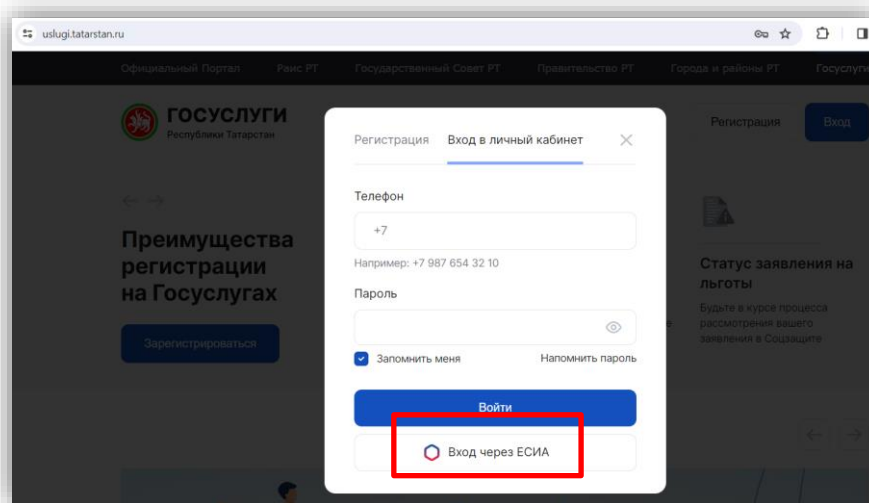 uslugi.tatarstan.ru
Официальный Портал Раис РТ Государственный Совет РТ Правительство РТ Города и районы РТ Госуслуги
ГОСУСЛУГИ
Республики Татарстан
Регистрация Вход
Регистрация Вход в личный кабинет
Телефон
+7
Например: +7 987 654 32 10
Пароль
Запомнить меня Напомнить пароль
Войти
Вход через ЕСИА
Преимущества
регистрации
на Госуслугах
Зарегистрироваться
Статус заявления на
льготы
Будьте в курсе процесса
рассмотрения вашего
заявления в Соцзащите